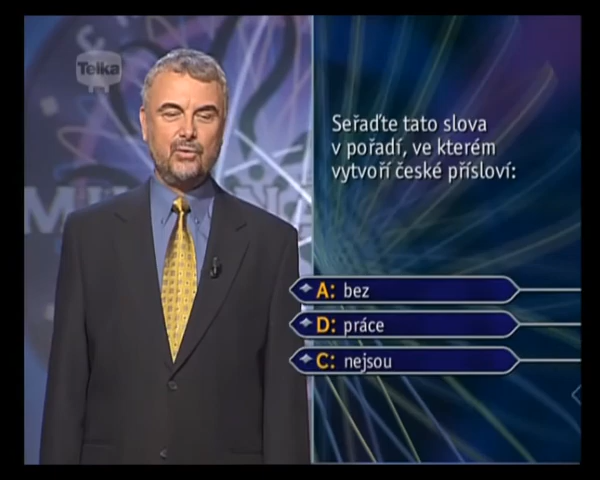 Telka
Seřaďte tato slova
v pořadí, ve kterém
vytvoří české přísloví:
A: bez
D: práce
C: nejsou